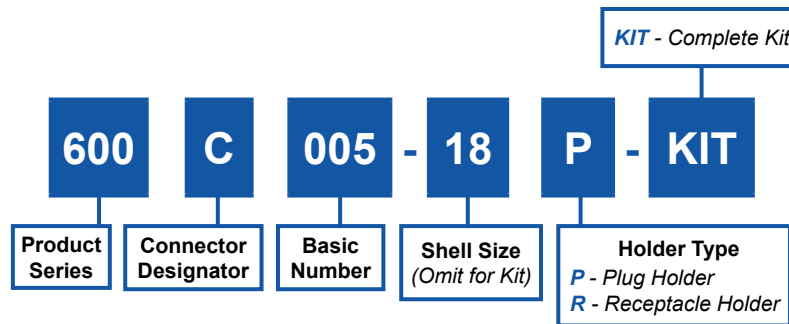 KIT - Complete Kit
600 C 005 - 18 P - KIT
Product
Series
Connector
Designator
Basic
Number
Shell Size
(Omit for Kit)
Holder Type
P - Plug Holder
R - Receptacle Holder